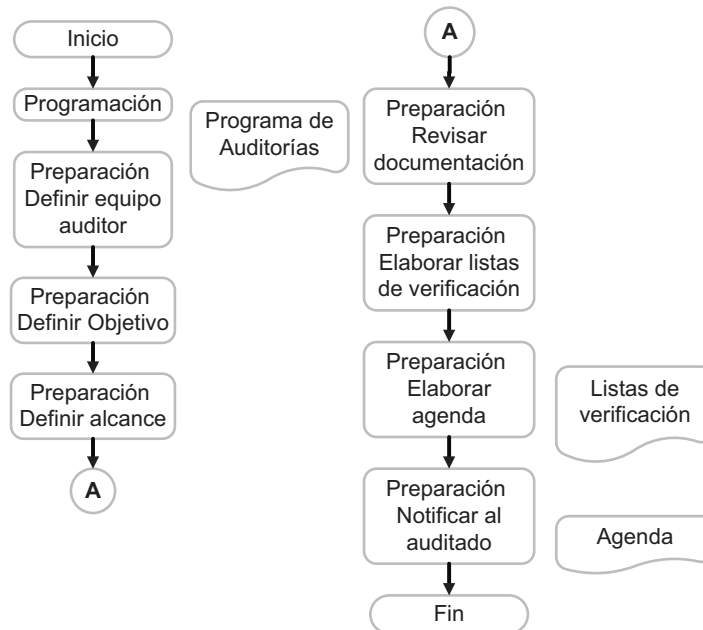 Inicio
Programación
Preparación
Definir equipo
auditor
Preparación
Definir Objetivo
Preparación
Definir alcance
A
Programa de
Auditorías
A
Preparación
Revisar
documentación
Preparación
Elaborar listas
de verificación
Preparación
Elaborar
agenda
Preparación
Notificar al
auditado
Fin
Listas de
verificación
Agenda